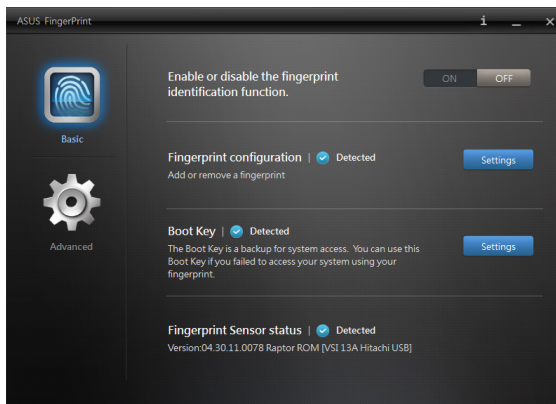 ASUS FingerPrint
Basic
Advanced
Enable or disable the fingerprint
identification function.
ON OFF
Fingerprint configuration | Detected
Add or remove a fingerprint
Settings
Boot Key | Detected
The Boot Key is a backup for system access. You can use this
Boot Key if you failed to access your system using your
fingerprint.
Settings
Fingerprint Sensor status | Detected
Version:04.30.11.0078 Raptor ROM [VSI 13A Hitachi USB]